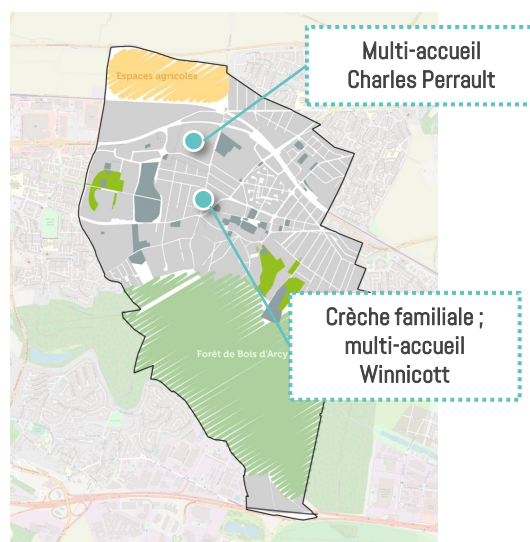 Multi-accueil
Charles Perrault
Espaces agricoles
Crèche familiale ;
multi-accueil
Winnicott
Forêt de Bois d'Arcy